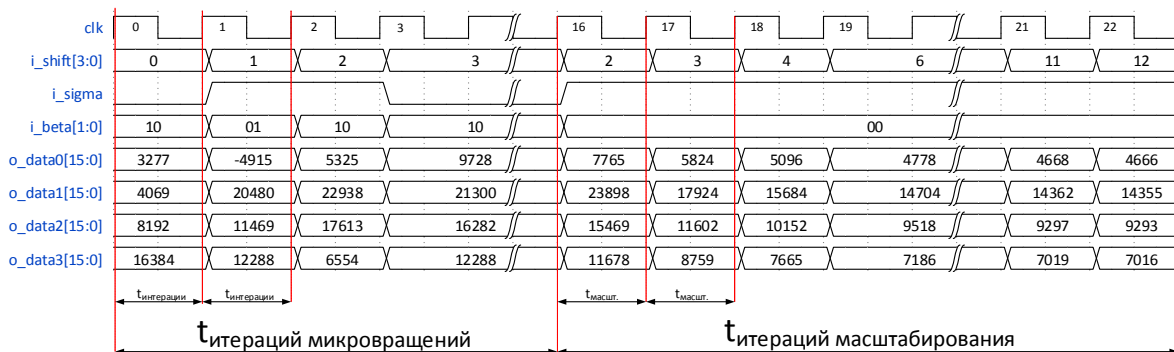 clk 0 1 2 3 16 17 18 19 21 22
i_shift[3:0] 0 1 2 3 2 3 4 6 11 12
i_sigma
i_beta[1:0] 10 01 10 10 00
o_data0[15:0] 3277 -4915 5325 9728 7765 5824 5096 4778 4668 4666
o_data1[15:0] 4069 20480 22938 21300 23898 17924 15684 14704 14362 14355
o_data2[15:0] 8192 11469 17613 16282 15469 11602 10152 9518 9297 9293
o_data3[15:0] 16384 12288 6554 12288 11678 8759 7665 7186 7019 7016
tинтерации tинтерации tмасшт. tмасшт.
tитераций микровращений tитераций масштабирования